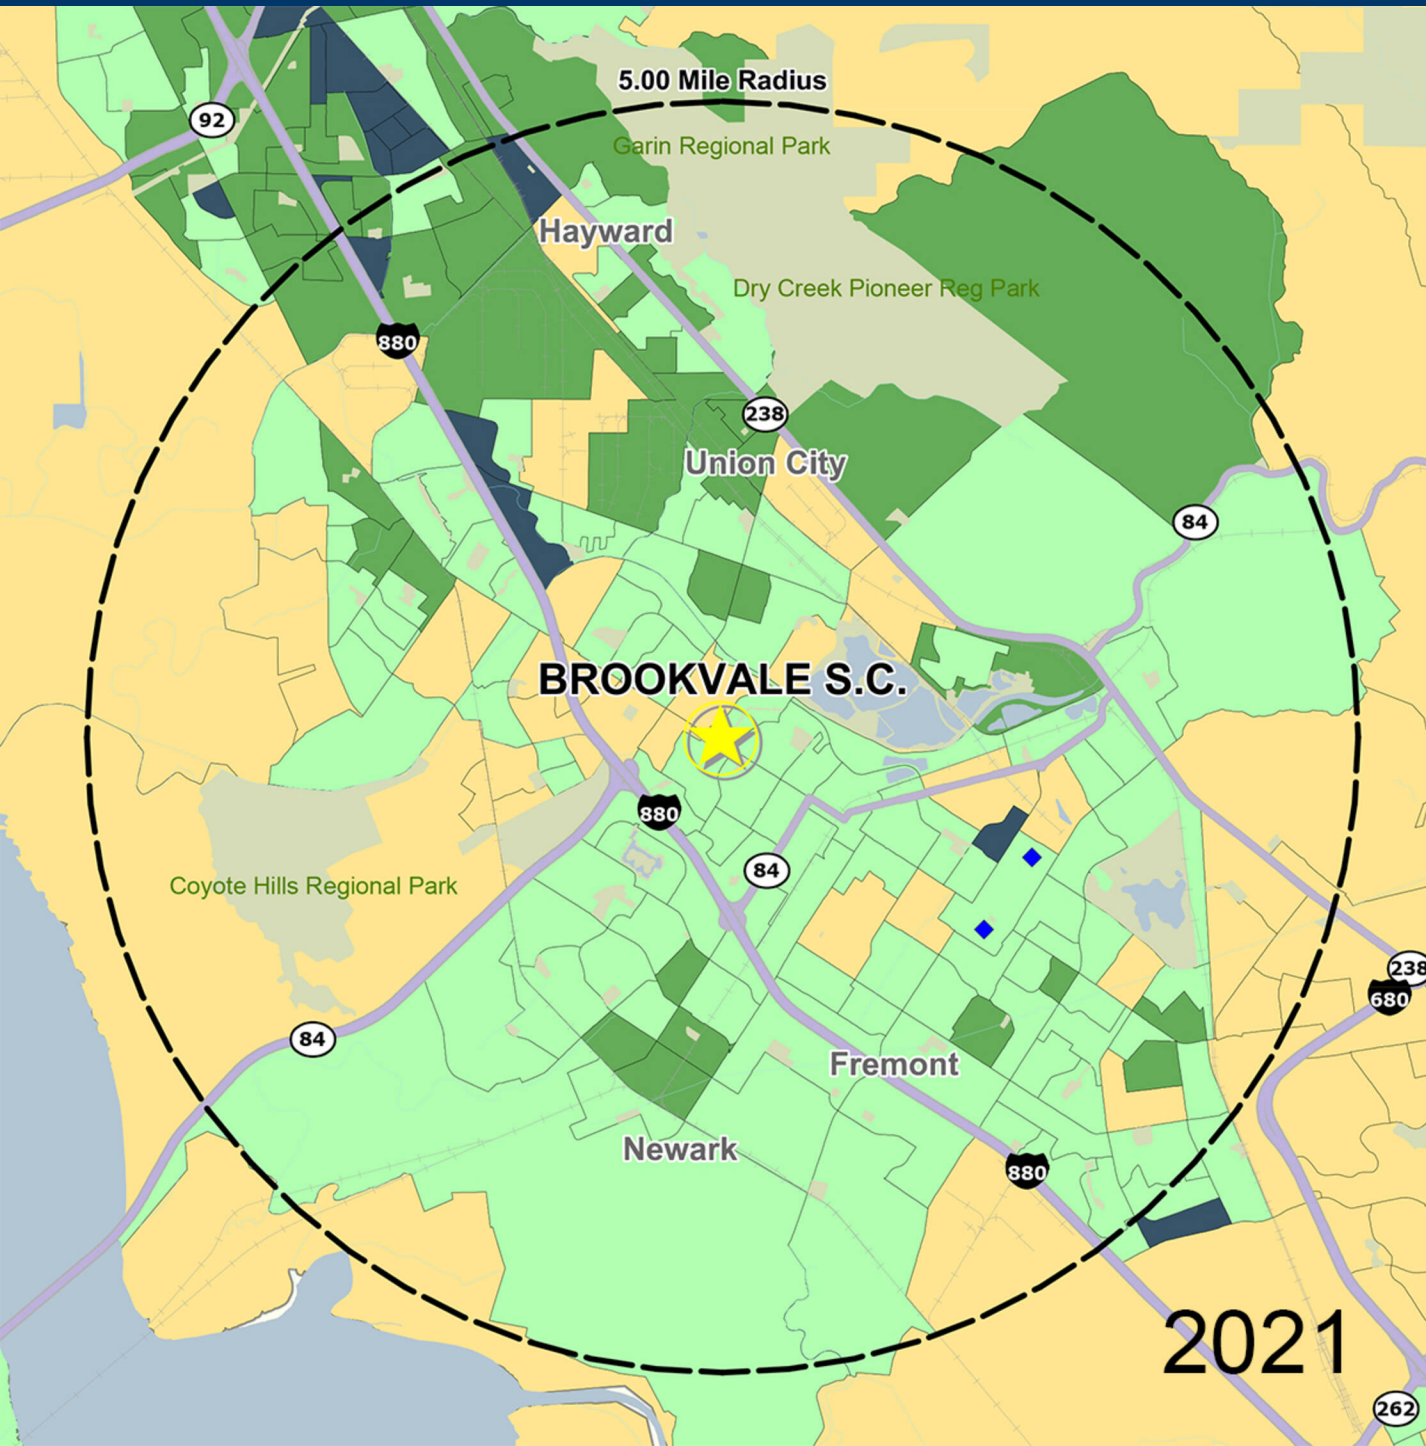 5.00 Mile Radius
92
Garin Regional Park
Hayward
Dry Creek Pioneer Reg Park
880
238
Union City
84
BROOKVALE S.C.
880
84
Coyote Hills Regional Park
238
680
84
Fremont
Newark
880
2021
262